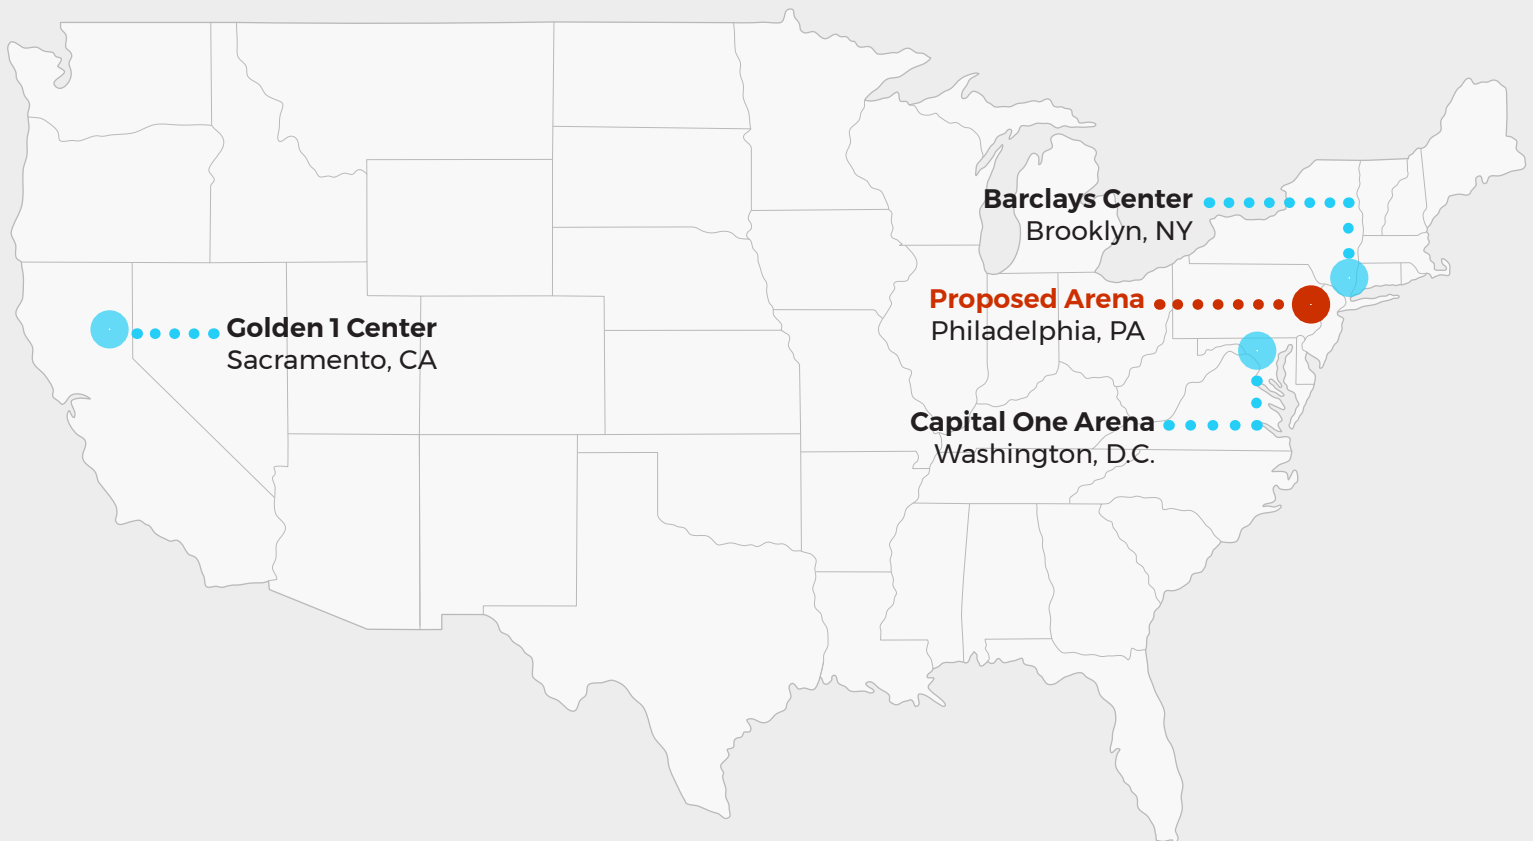 Barclays Center
Brooklyn, NY
Proposed Arena
Philadelphia, PA
Golden 1 Center
Sacramento, CA
Capital One Arena
Washington, D.C.